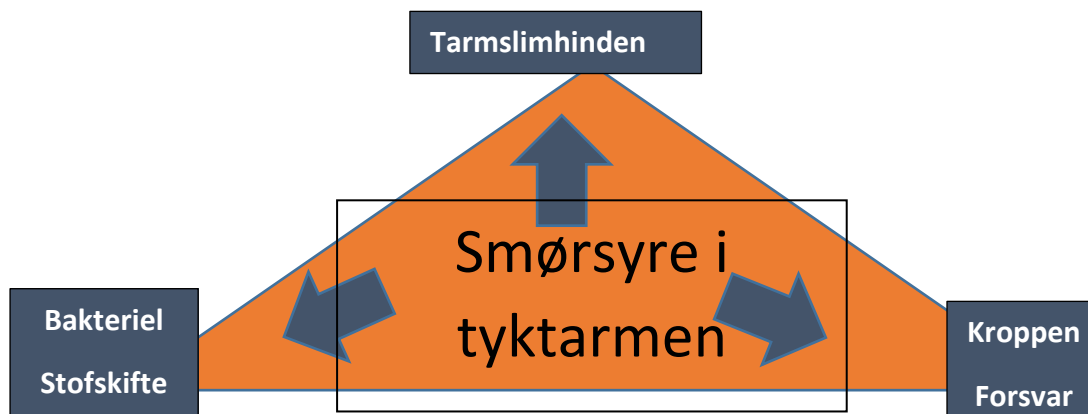 Tarmslimhinden
Smørsyre i
tyktarmen
Bakteriel
Stofskifte
Kroppen
Forsvar